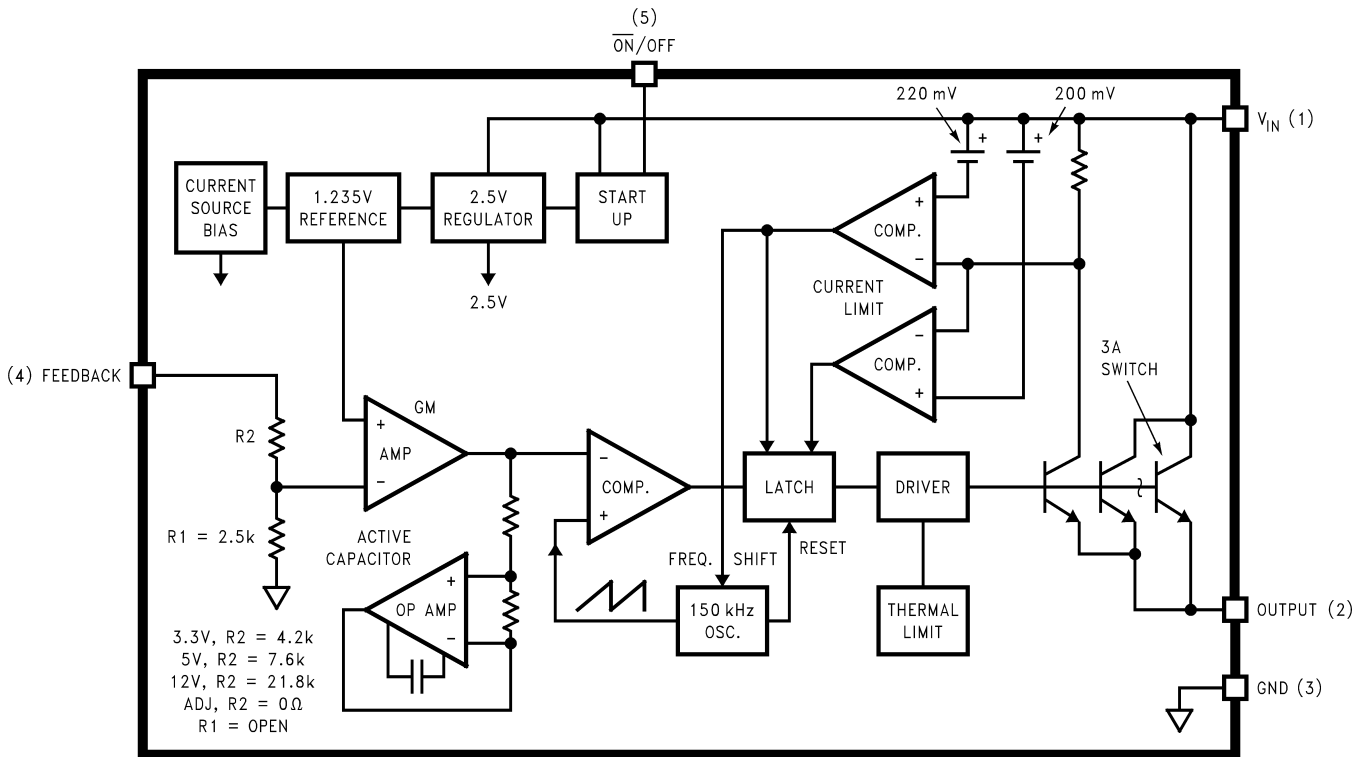 (5)
ON/OFF
220 mV
200 mV
+
+
VIN (1)
CURRENT
SOURCE
BIAS
1.235V
REFERENCE
2.5V
REGULATOR
START
UP
2.5V
+
COMP.
-
CURRENT
LIMIT
-
COMP.
+
3A
SWITCH
(4) FEEDBACK
R2
R1 = 2.5k
GM
+
AMP
-
-
COMP.
+
LATCH
DRIVER
ACTIVE
CAPACITOR
+
OP AMP
-
FREQ. SHIFT
RESET
150 kHz
OSC.
THERMAL
LIMIT
OUTPUT (2)
GND (3)
3.3V, R2 = 4.2k
5V, R2 = 7.6k
12V, R2 = 21.8k
ADJ, R2 = 0Ω
R1 = OPEN